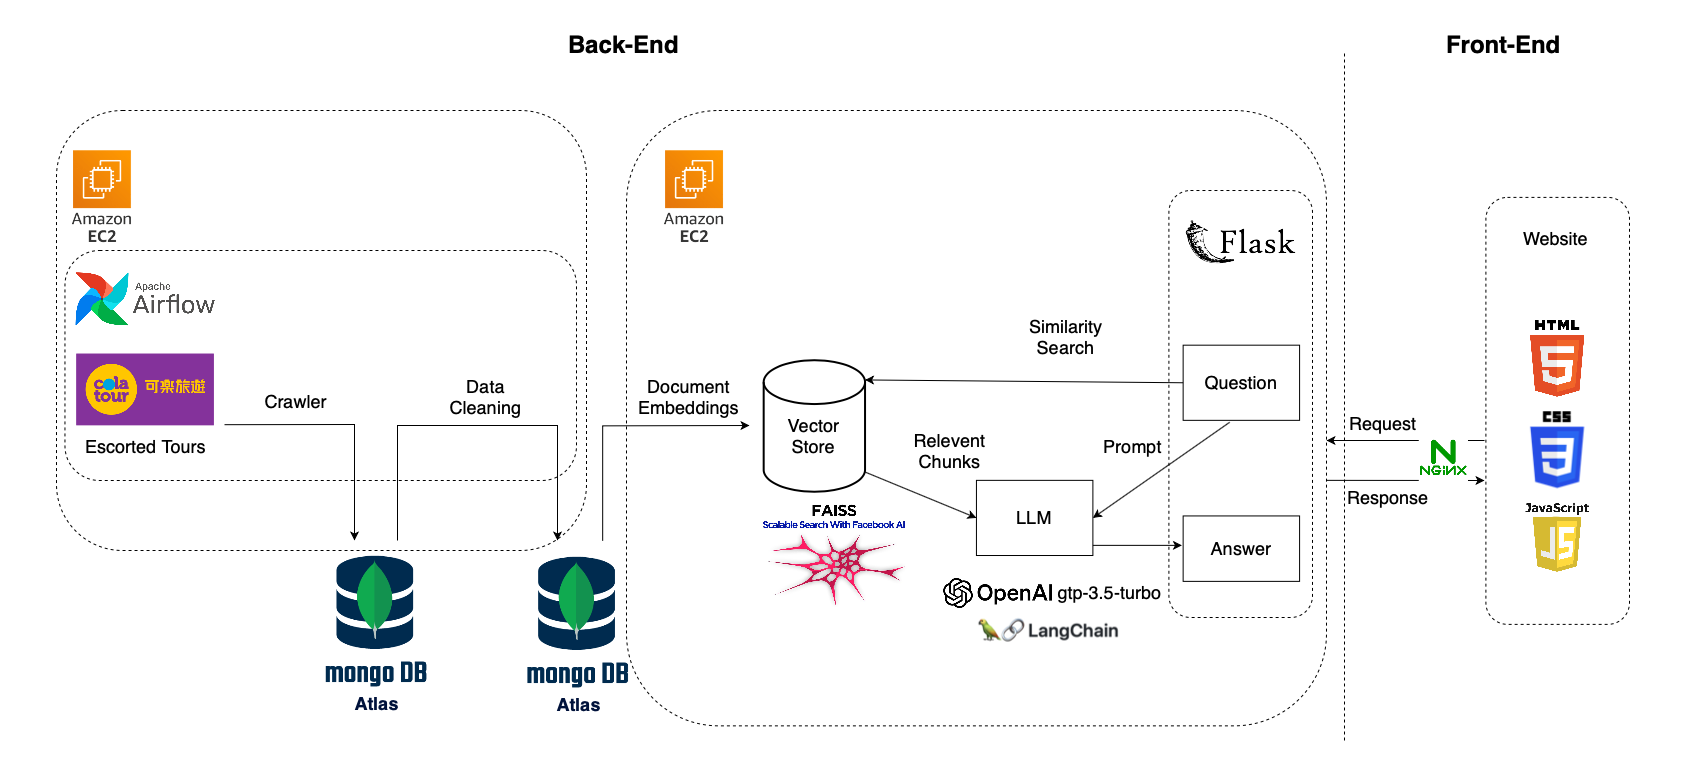 Back-End
Front-End
Amazon
EC2
Apache
Airflow
cola
tour
可樂旅遊
Escorted Tours
Crawler
Data
Cleaning
mongo DB
Atlas
mongo DB
Atlas
Amazon
EC2
Document
Embeddings
Vector
Store
FAISS
Scalable Search With Facebook AI
Similarity
Search
Relevent
Chunks
Prompt
LLM
OpenAI gtp-3.5-turbo
LangChain
Flask
Question
Answer
Request
NGINX
Response
Website
HTML
5
CSS
3
JavaScript
JS